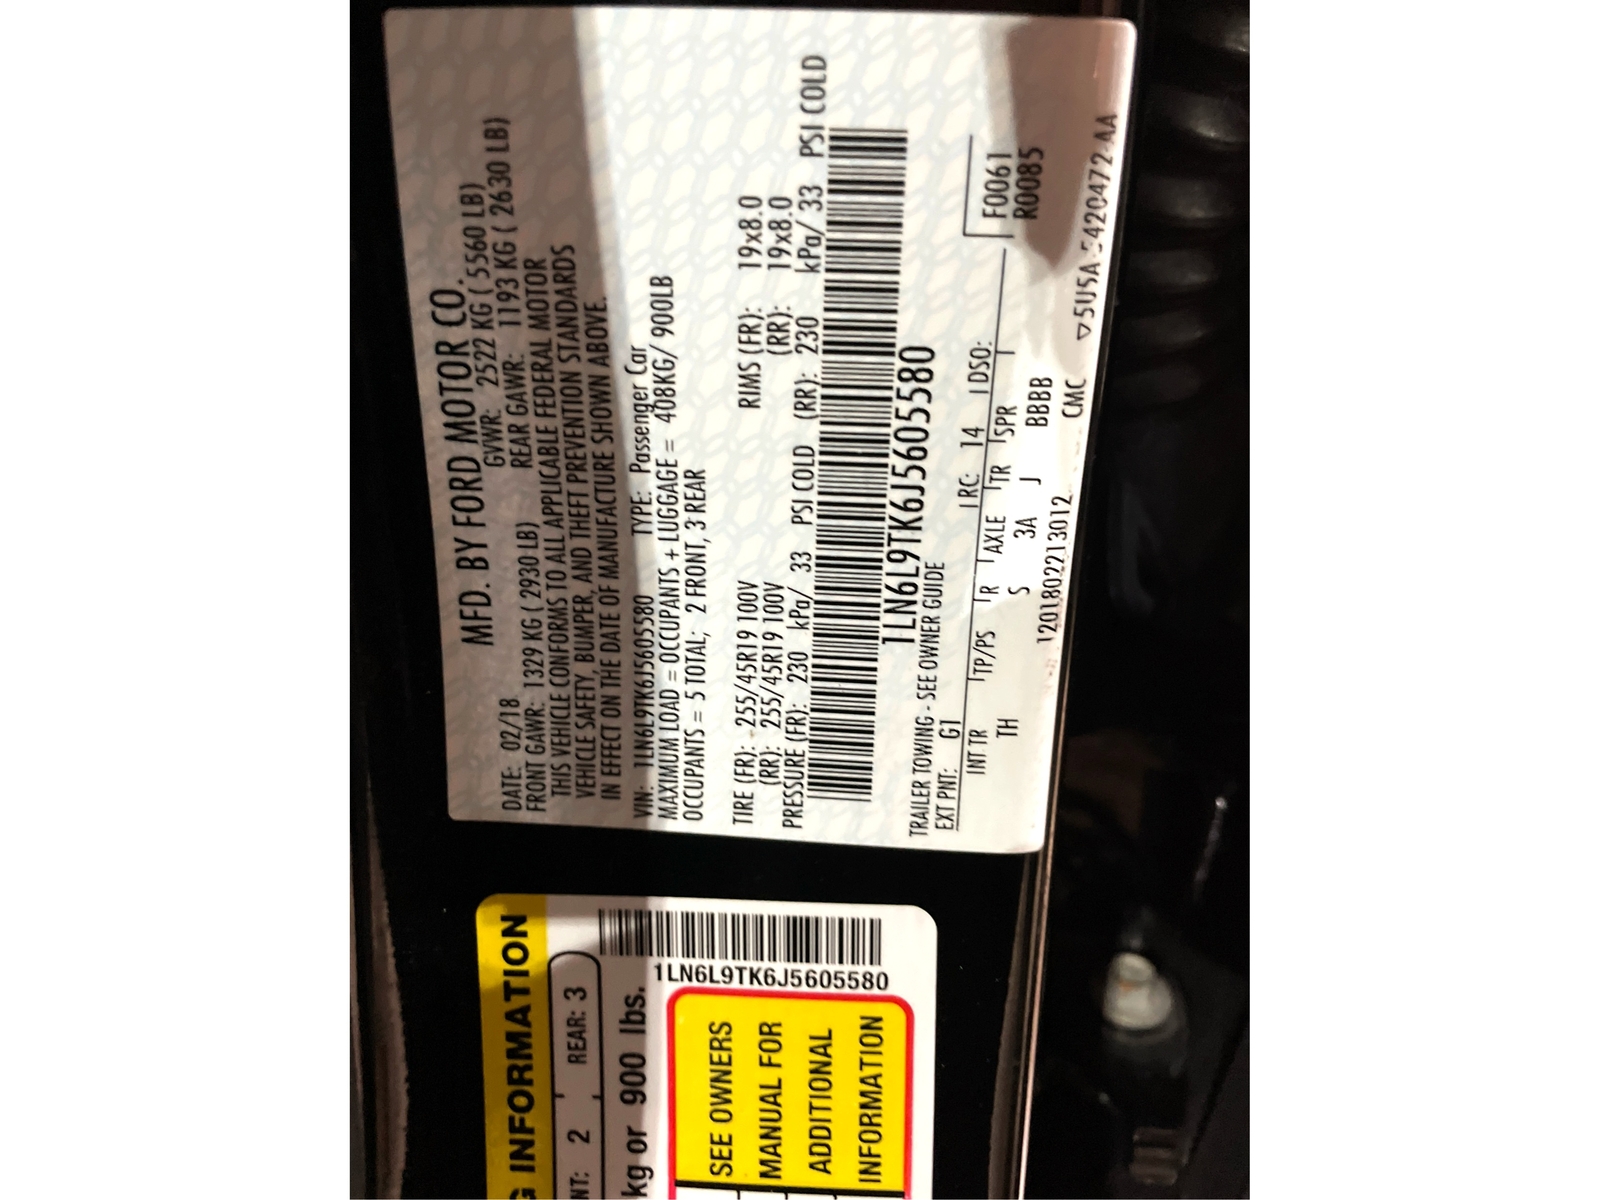 MFD. BY FORD MOTOR CO.
DATE: 02/18 GVWR: 2522 KG ( 5560 LB)
FRONT GAWR: 1329 KG ( 2930 LB) REAR GAWR: 1193 KG ( 2630 LB)
THIS VEHICLE CONFORMS TO ALL APPLICABLE FEDERAL MOTOR
VEHICLE SAFETY, BUMPER, AND THEFT PREVENTION STANDARDS
IN EFFECT ON THE DATE OF MANUFACTURE SHOWN ABOVE.
VIN: 1LN6L9TK6J5605580 TYPE: Passenger Car
MAXIMUM LOAD = OCCUPANTS + LUGGAGE = 408KG/ 900LB
OCCUPANTS = 5 TOTAL; 2 FRONT, 3 REAR
TIRE (FR): 255/45R19 100V RIMS (FR): 19x8.0
(RR): 255/45R19 100V (RR): 19x8.0
PRESSURE (FR): 230 kPa/ 33 PSI COLD (RR): 230 kPa/ 33 PSI COLD
1LN6L9TK6J5605580
TRAILER TOWING - SEE OWNER GUIDE
EXT PNT: G1 RC: 14 DSO: F0061
INT TR TP/PS R AXLE TR SPR R0085
TH S 3A J BBBB
1201802213012 CMC
INFORMATION
2 REAR: 3
kg or 900 lbs.
1LN6L9TK6J5605580
SEE OWNERS
MANUAL FOR
ADDITIONAL
INFORMATION